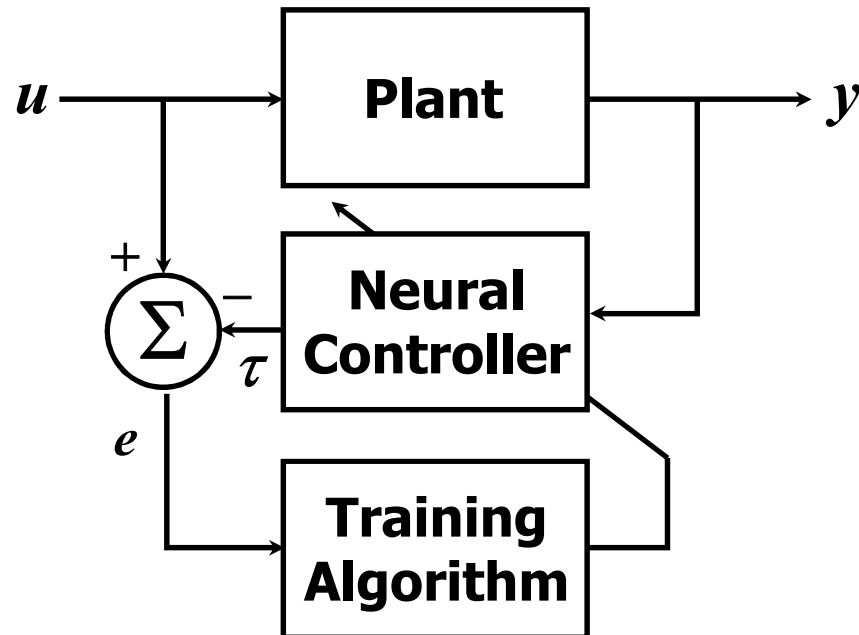 u
Plant
y
+
Σ
−
τ
Neural
Controller
e
Training
Algorithm